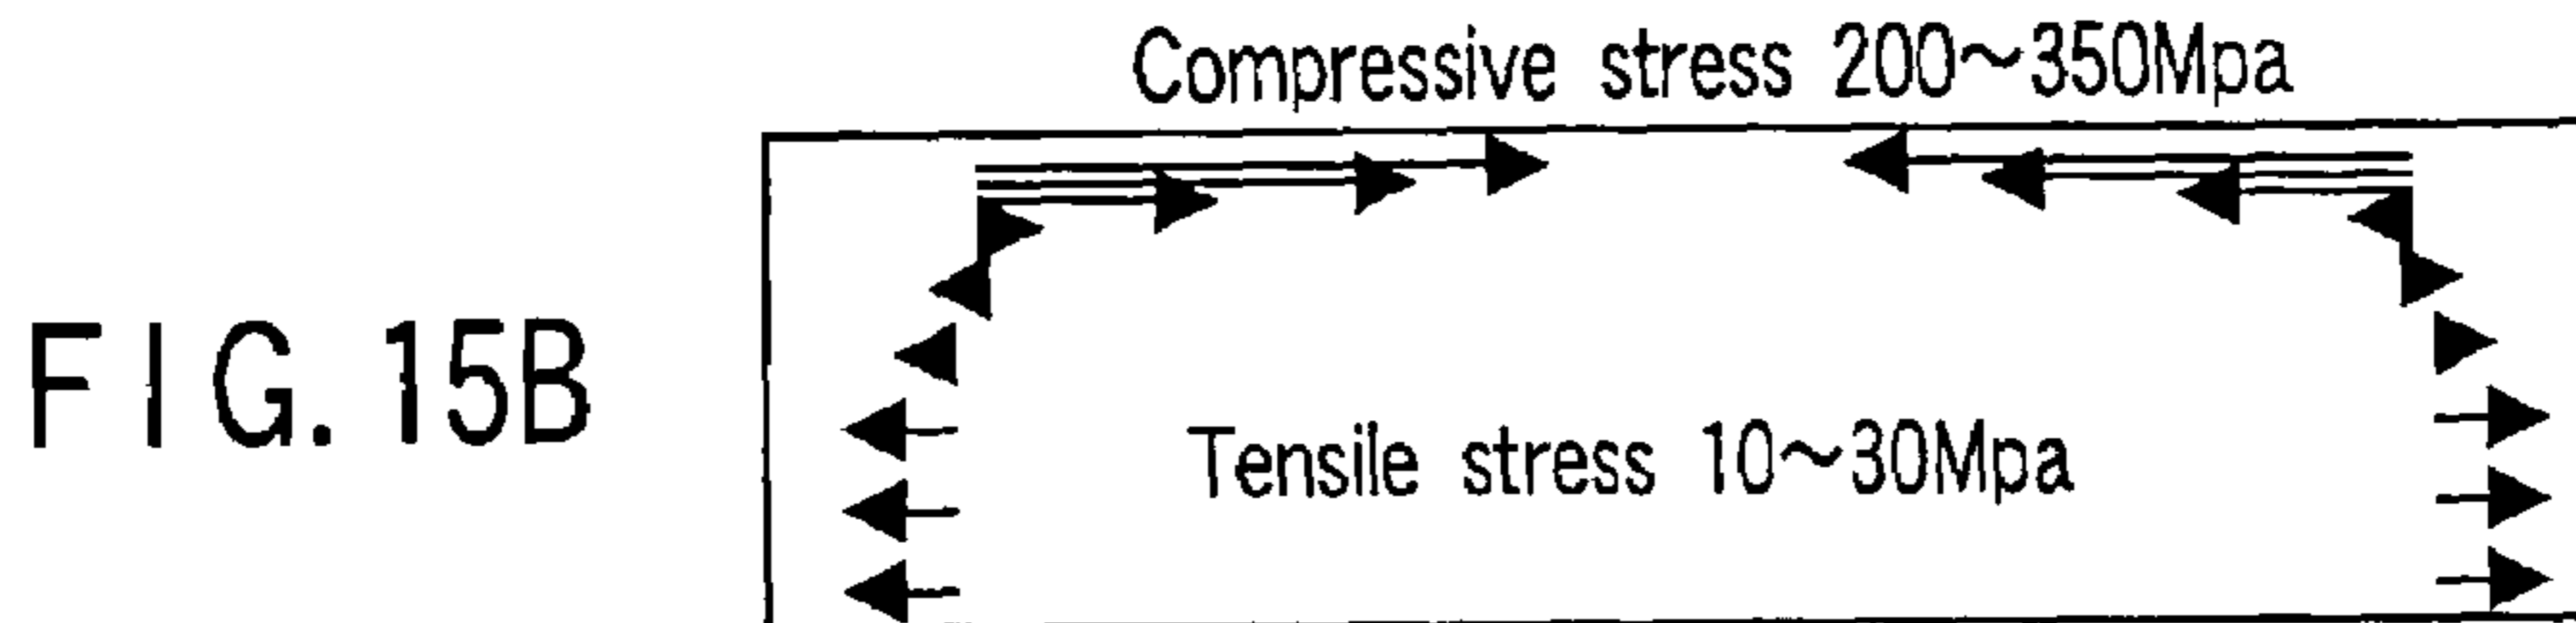 Compressive stress 200~350Mpa
FIG. 15B
Tensile stress 10~30Mpa